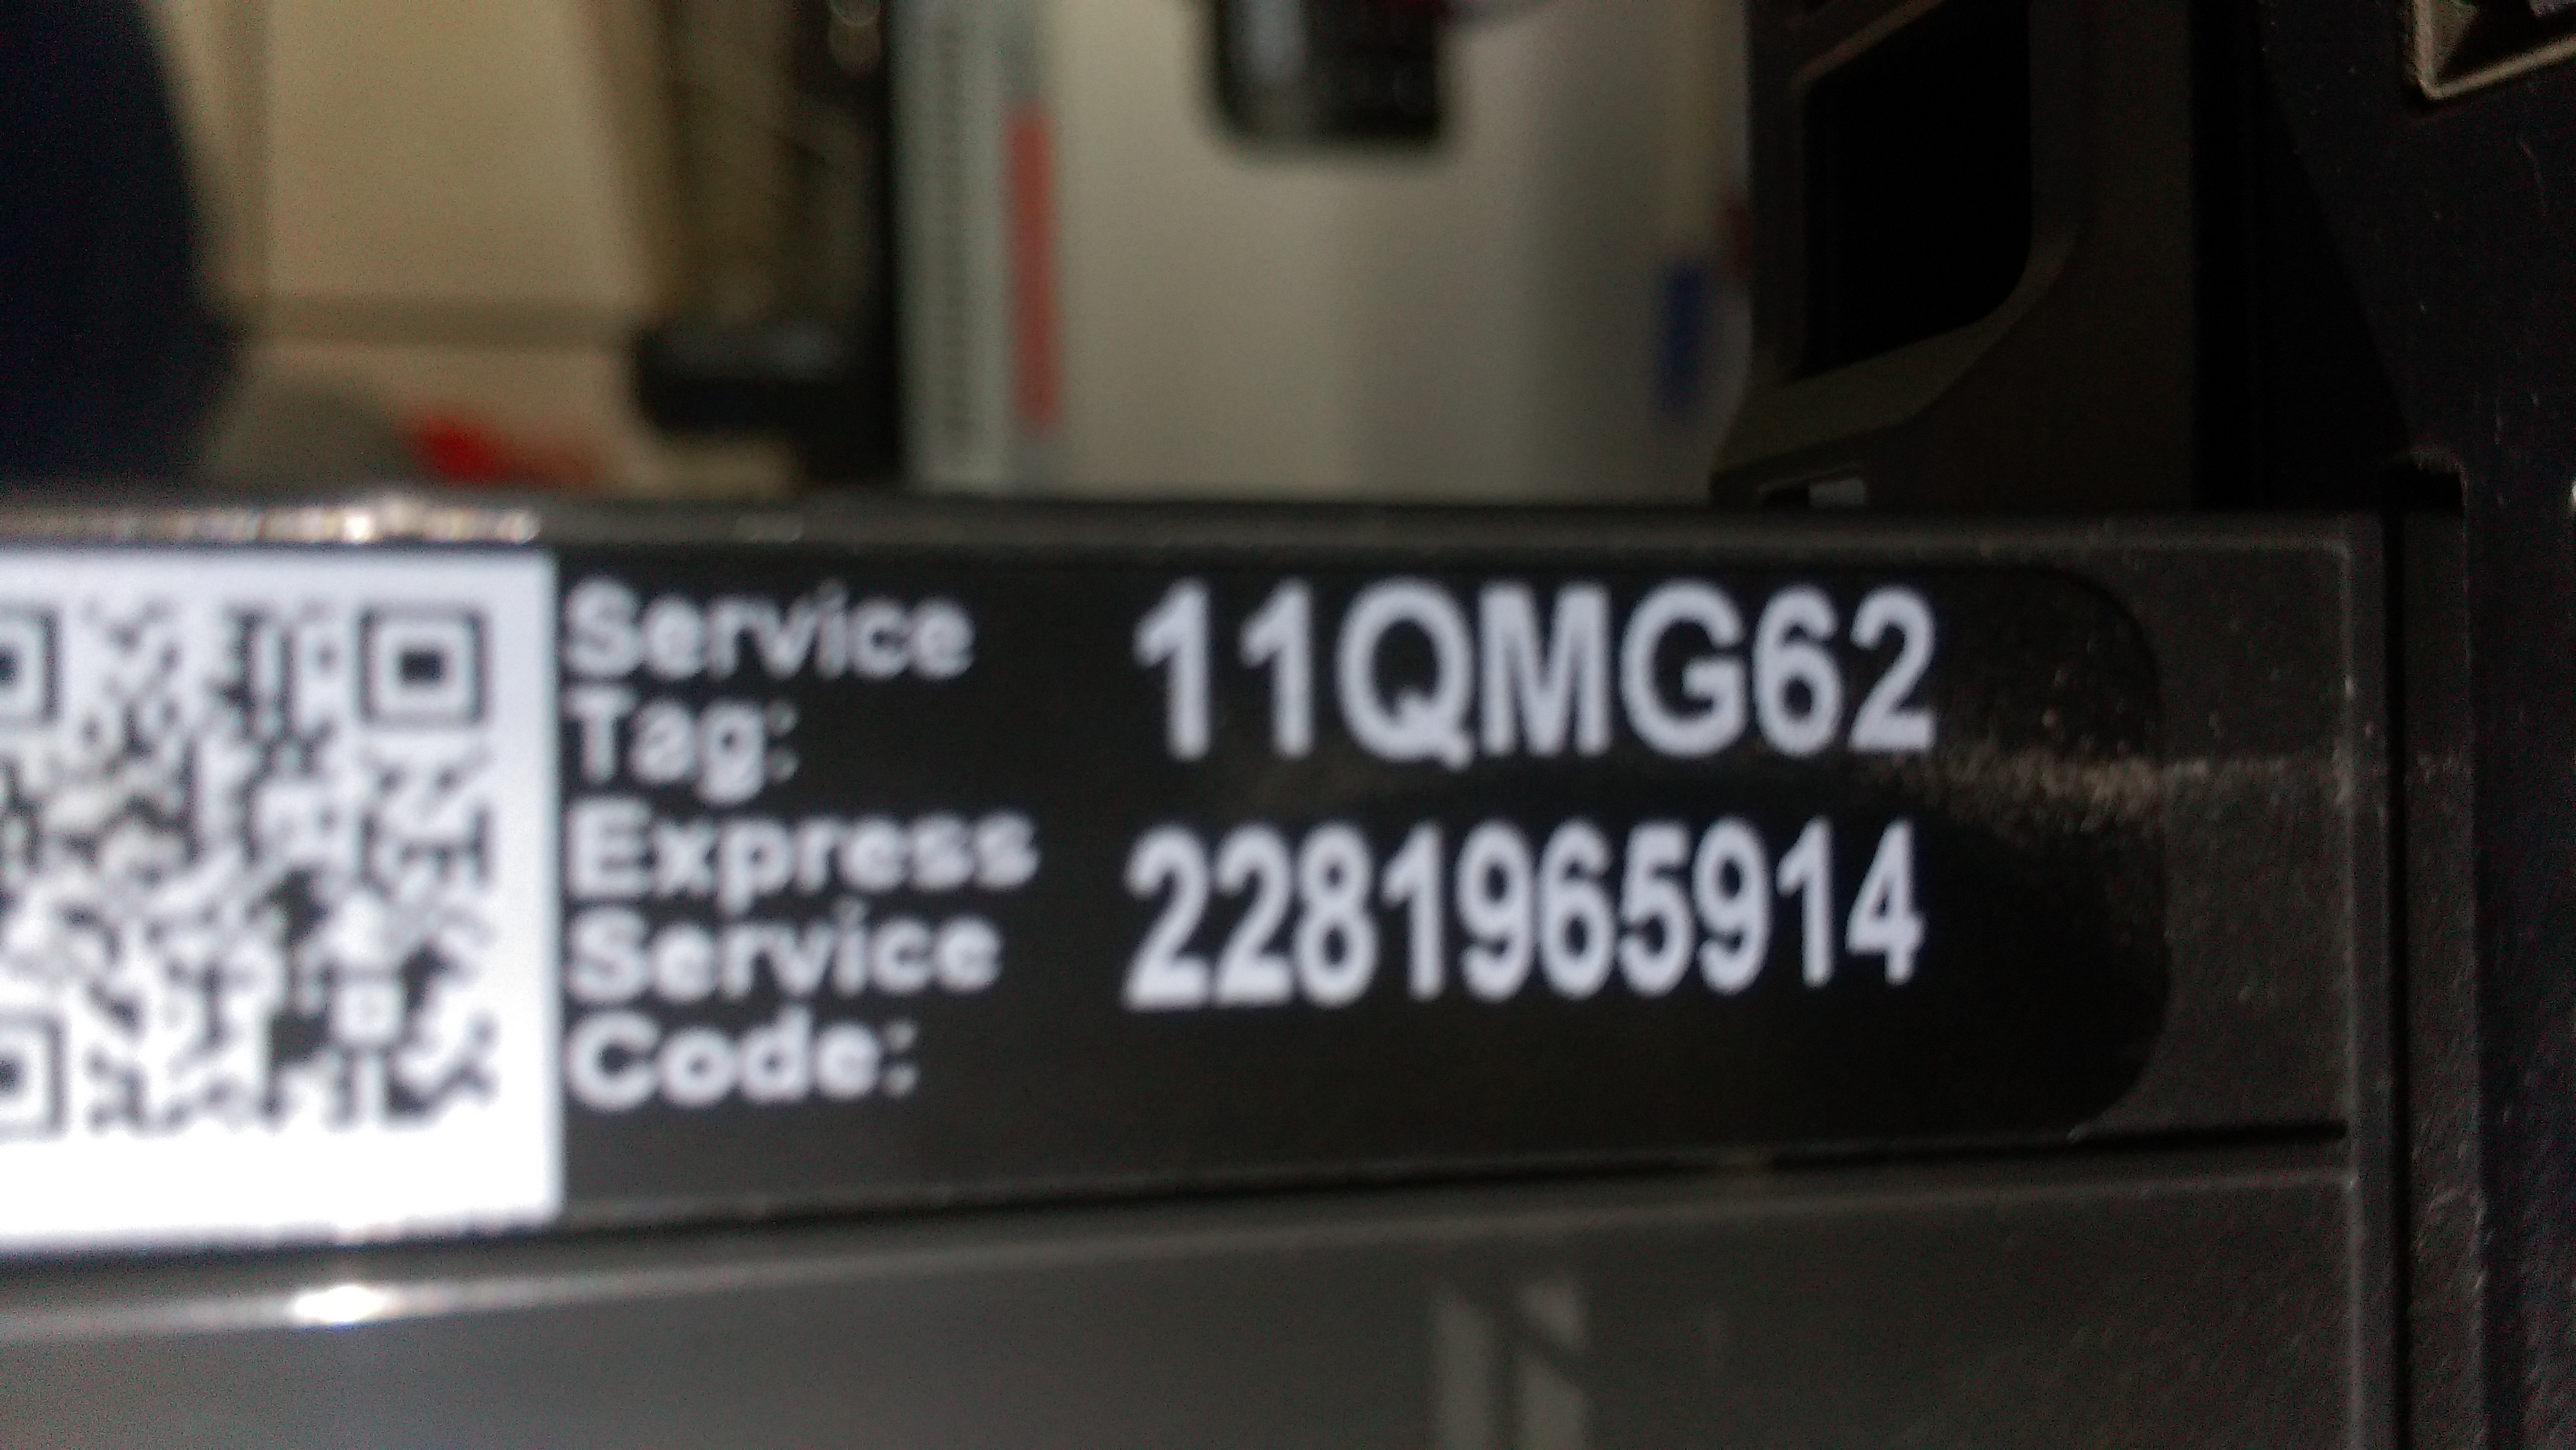 Service 11QMG62
Tag:
Express 2281965914
Service
Code: